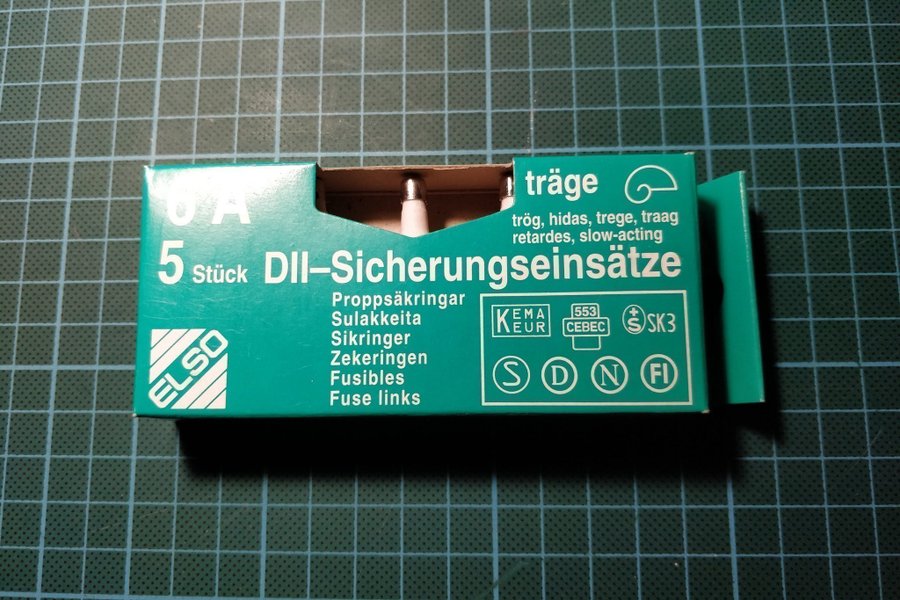 6 A
träge
trög, hidas, trege, traag
retardes, slow-acting
5 Stück DII–Sicherungseinsätze
Proppsäkringar
Sulakkeita
Sikringer
Zekeringen
Fusibles
Fuse links
ELSO
KEMA
KEUR
553
CEBEC
+S SK3
S D N FI